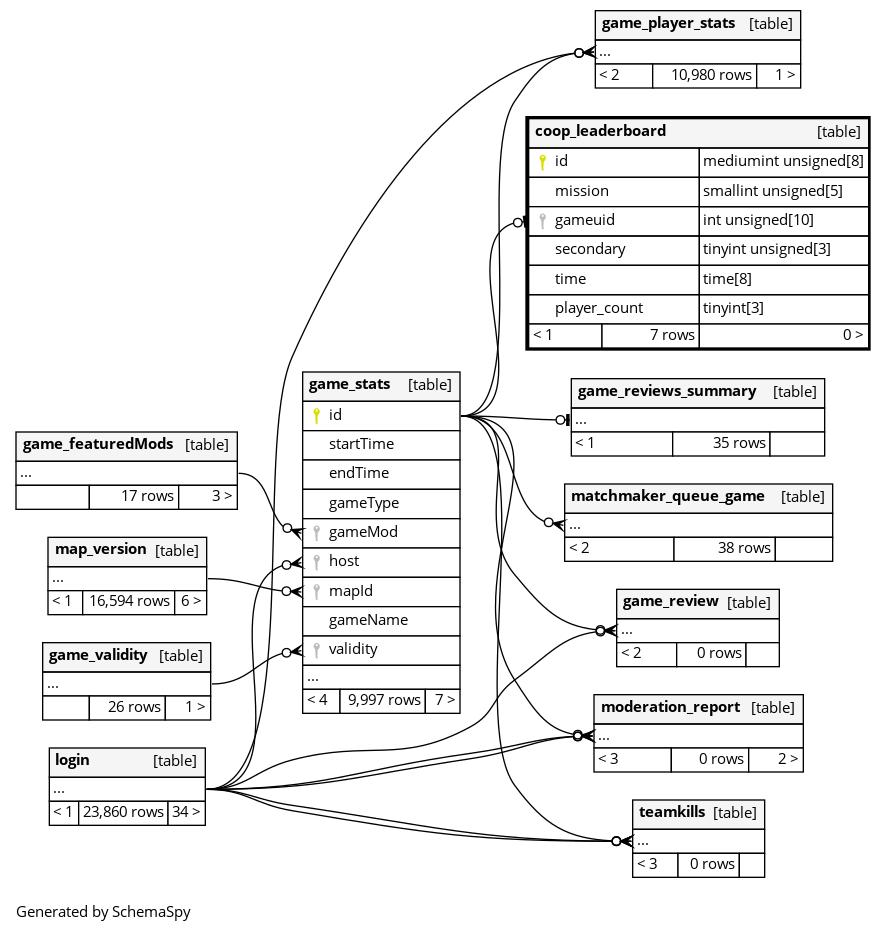 game_player_stats [table]
...
< 2 10,980 rows 1 >
coop_leaderboard [table]
id mediumint unsigned[8]
mission smallint unsigned[5]
gameuid int unsigned[10]
secondary tinyint unsigned[3]
time time[8]
player_count tinyint[3]
< 1 7 rows 0 >
game_stats [table]
id
startTime
endTime
gameType
gameMod
host
mapId
gameName
validity
...
< 4 9,997 rows 7 >
game_reviews_summary [table]
...
< 1 35 rows
game_featuredMods [table]
...
17 rows 3 >
matchmaker_queue_game [table]
...
< 2 38 rows
map_version [table]
...
< 1 16,594 rows 6 >
game_review [table]
...
< 2 0 rows
game_validity [table]
...
26 rows 1 >
moderation_report [table]
...
< 3 0 rows 2 >
login [table]
...
< 1 23,860 rows 34 >
teamkills [table]
...
< 3 0 rows
Generated by SchemaSpy